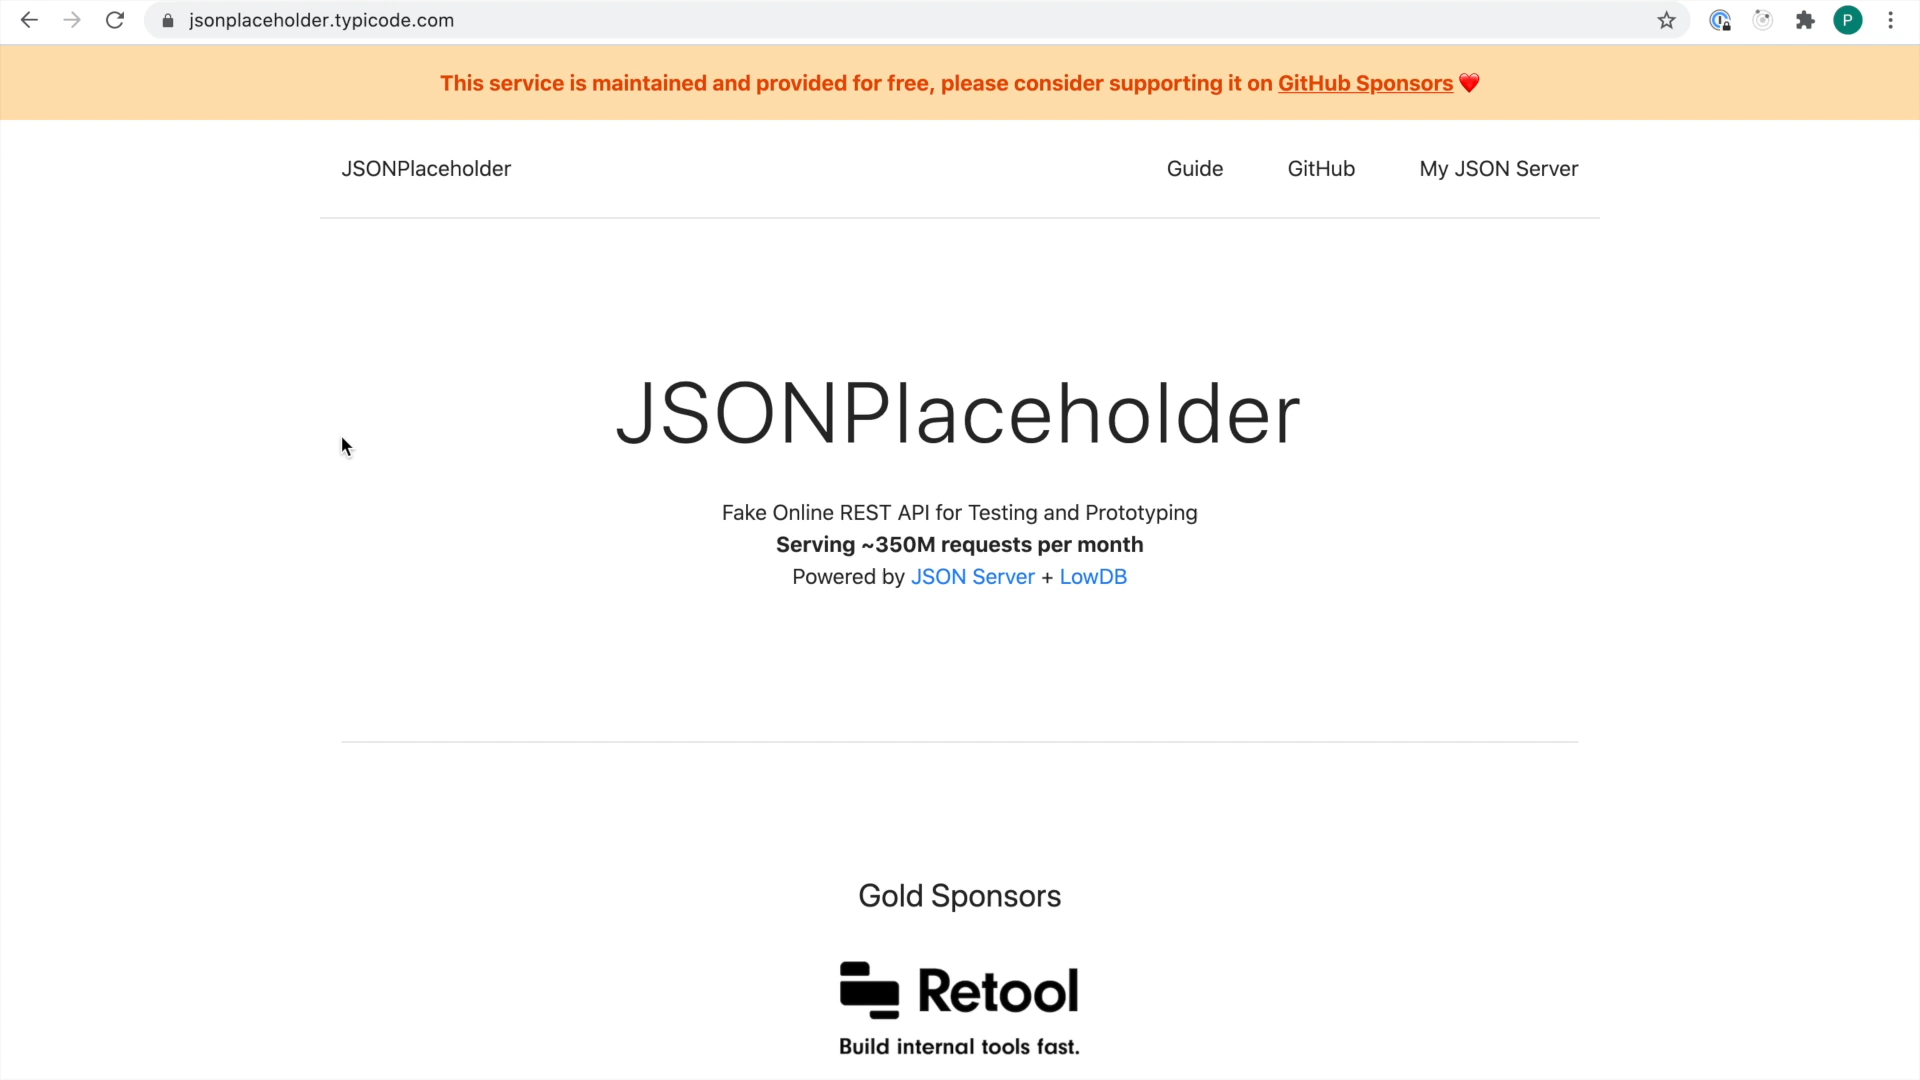 jsonplaceholder.typicode.com
P
This service is maintained and provided for free, please consider supporting it on GitHub Sponsors ❤️
JSONPlaceholder Guide GitHub My JSON Server
JSONPlaceholder
Fake Online REST API for Testing and Prototyping
Serving ~350M requests per month
Powered by JSON Server + LowDB
Gold Sponsors
Retool
Build internal tools fast.